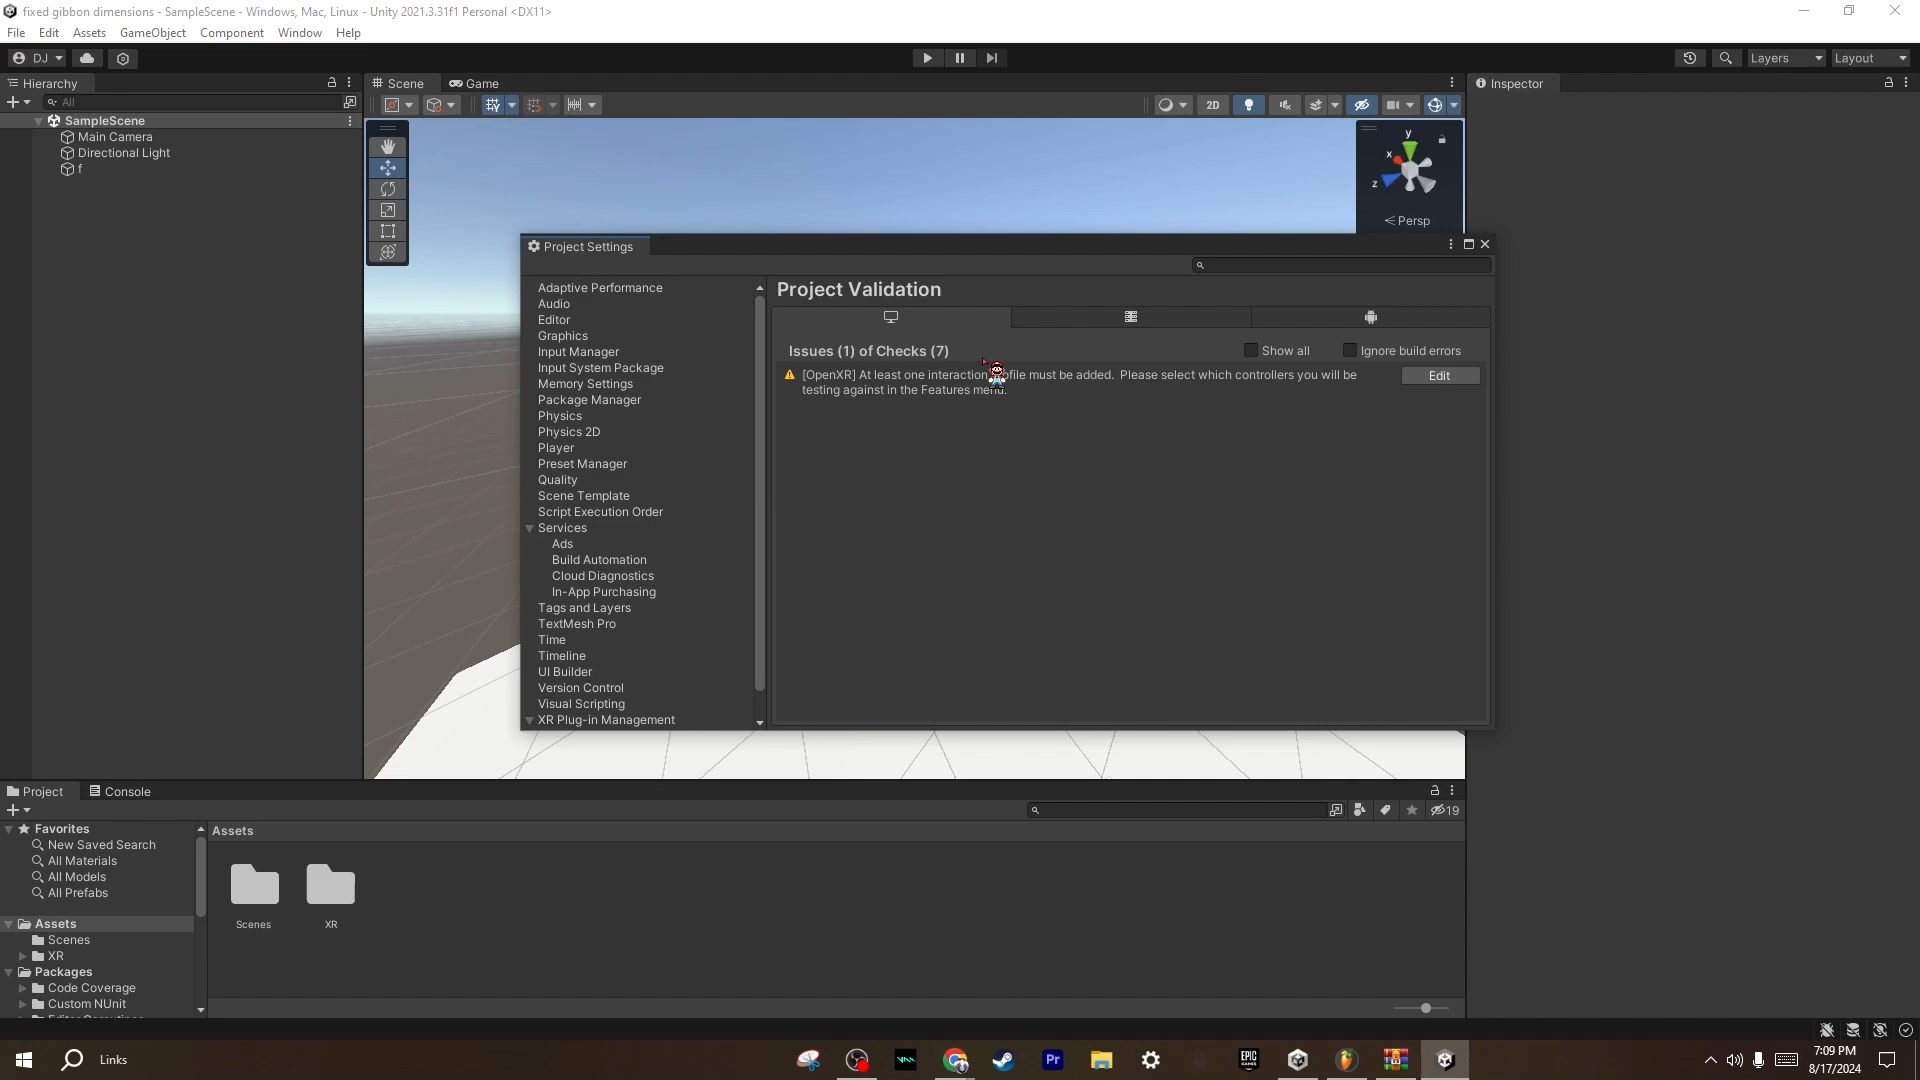 fixed gibbon dimensions - SampleScene - Windows, Mac, Linux - Unity 2021.3.31f1 Personal <DX11>
File Edit Assets GameObject Component Window Help
DJ
Layers
Layout
Hierarchy
Scene
Game
Inspector
All
2D
SampleScene
Main Camera
Directional Light
f
y
x
z
Persp
Project Settings
Adaptive Performance
Audio
Editor
Graphics
Input Manager
Input System Package
Memory Settings
Package Manager
Physics
Physics 2D
Player
Preset Manager
Quality
Scene Template
Script Execution Order
Services
Ads
Build Automation
Cloud Diagnostics
In-App Purchasing
Tags and Layers
TextMesh Pro
Time
Timeline
UI Builder
Version Control
Visual Scripting
XR Plug-in Management
Project Validation
Issues (1) of Checks (7)
Show all
Ignore build errors
[OpenXR] At least one interaction must be added. Please select which controllers you will be
testing against in the Features menu.
Edit
Project
Console
19
Favorites
New Saved Search
All Materials
All Models
All Prefabs
Assets
Scenes
XR
Packages
Code Coverage
Custom NUnit
Assets
Scenes
XR
Links
Pr
EPIC GAMES
7:09 PM
8/17/2024